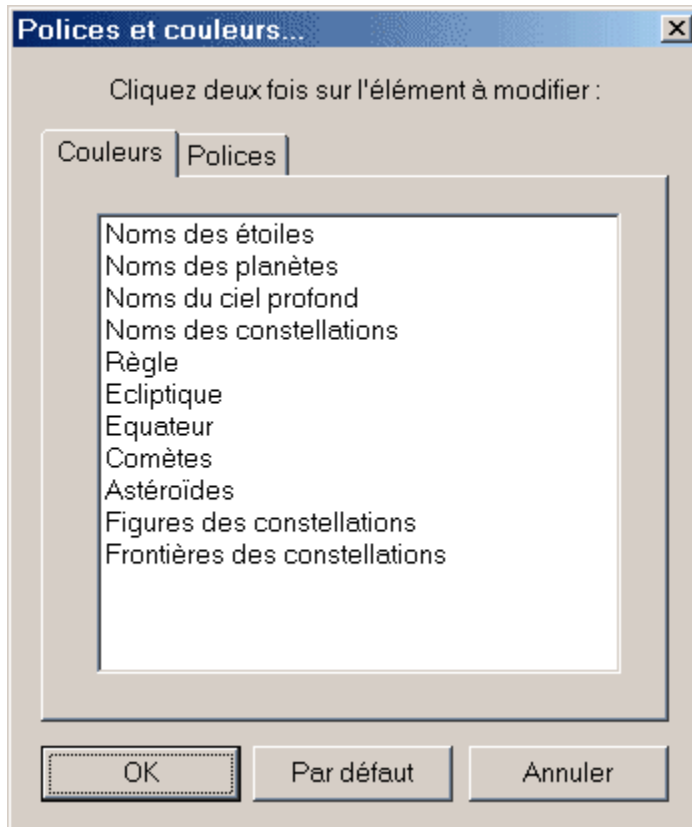 Polices et couleurs...
Cliquez deux fois sur l'élément à modifier :
Couleurs
Polices
Noms des étoiles
Noms des planètes
Noms du ciel profond
Noms des constellations
Règle
Ecliptique
Equateur
Comètes
Astéroïdes
Figures des constellations
Frontières des constellations
OK
Par défaut
Annuler